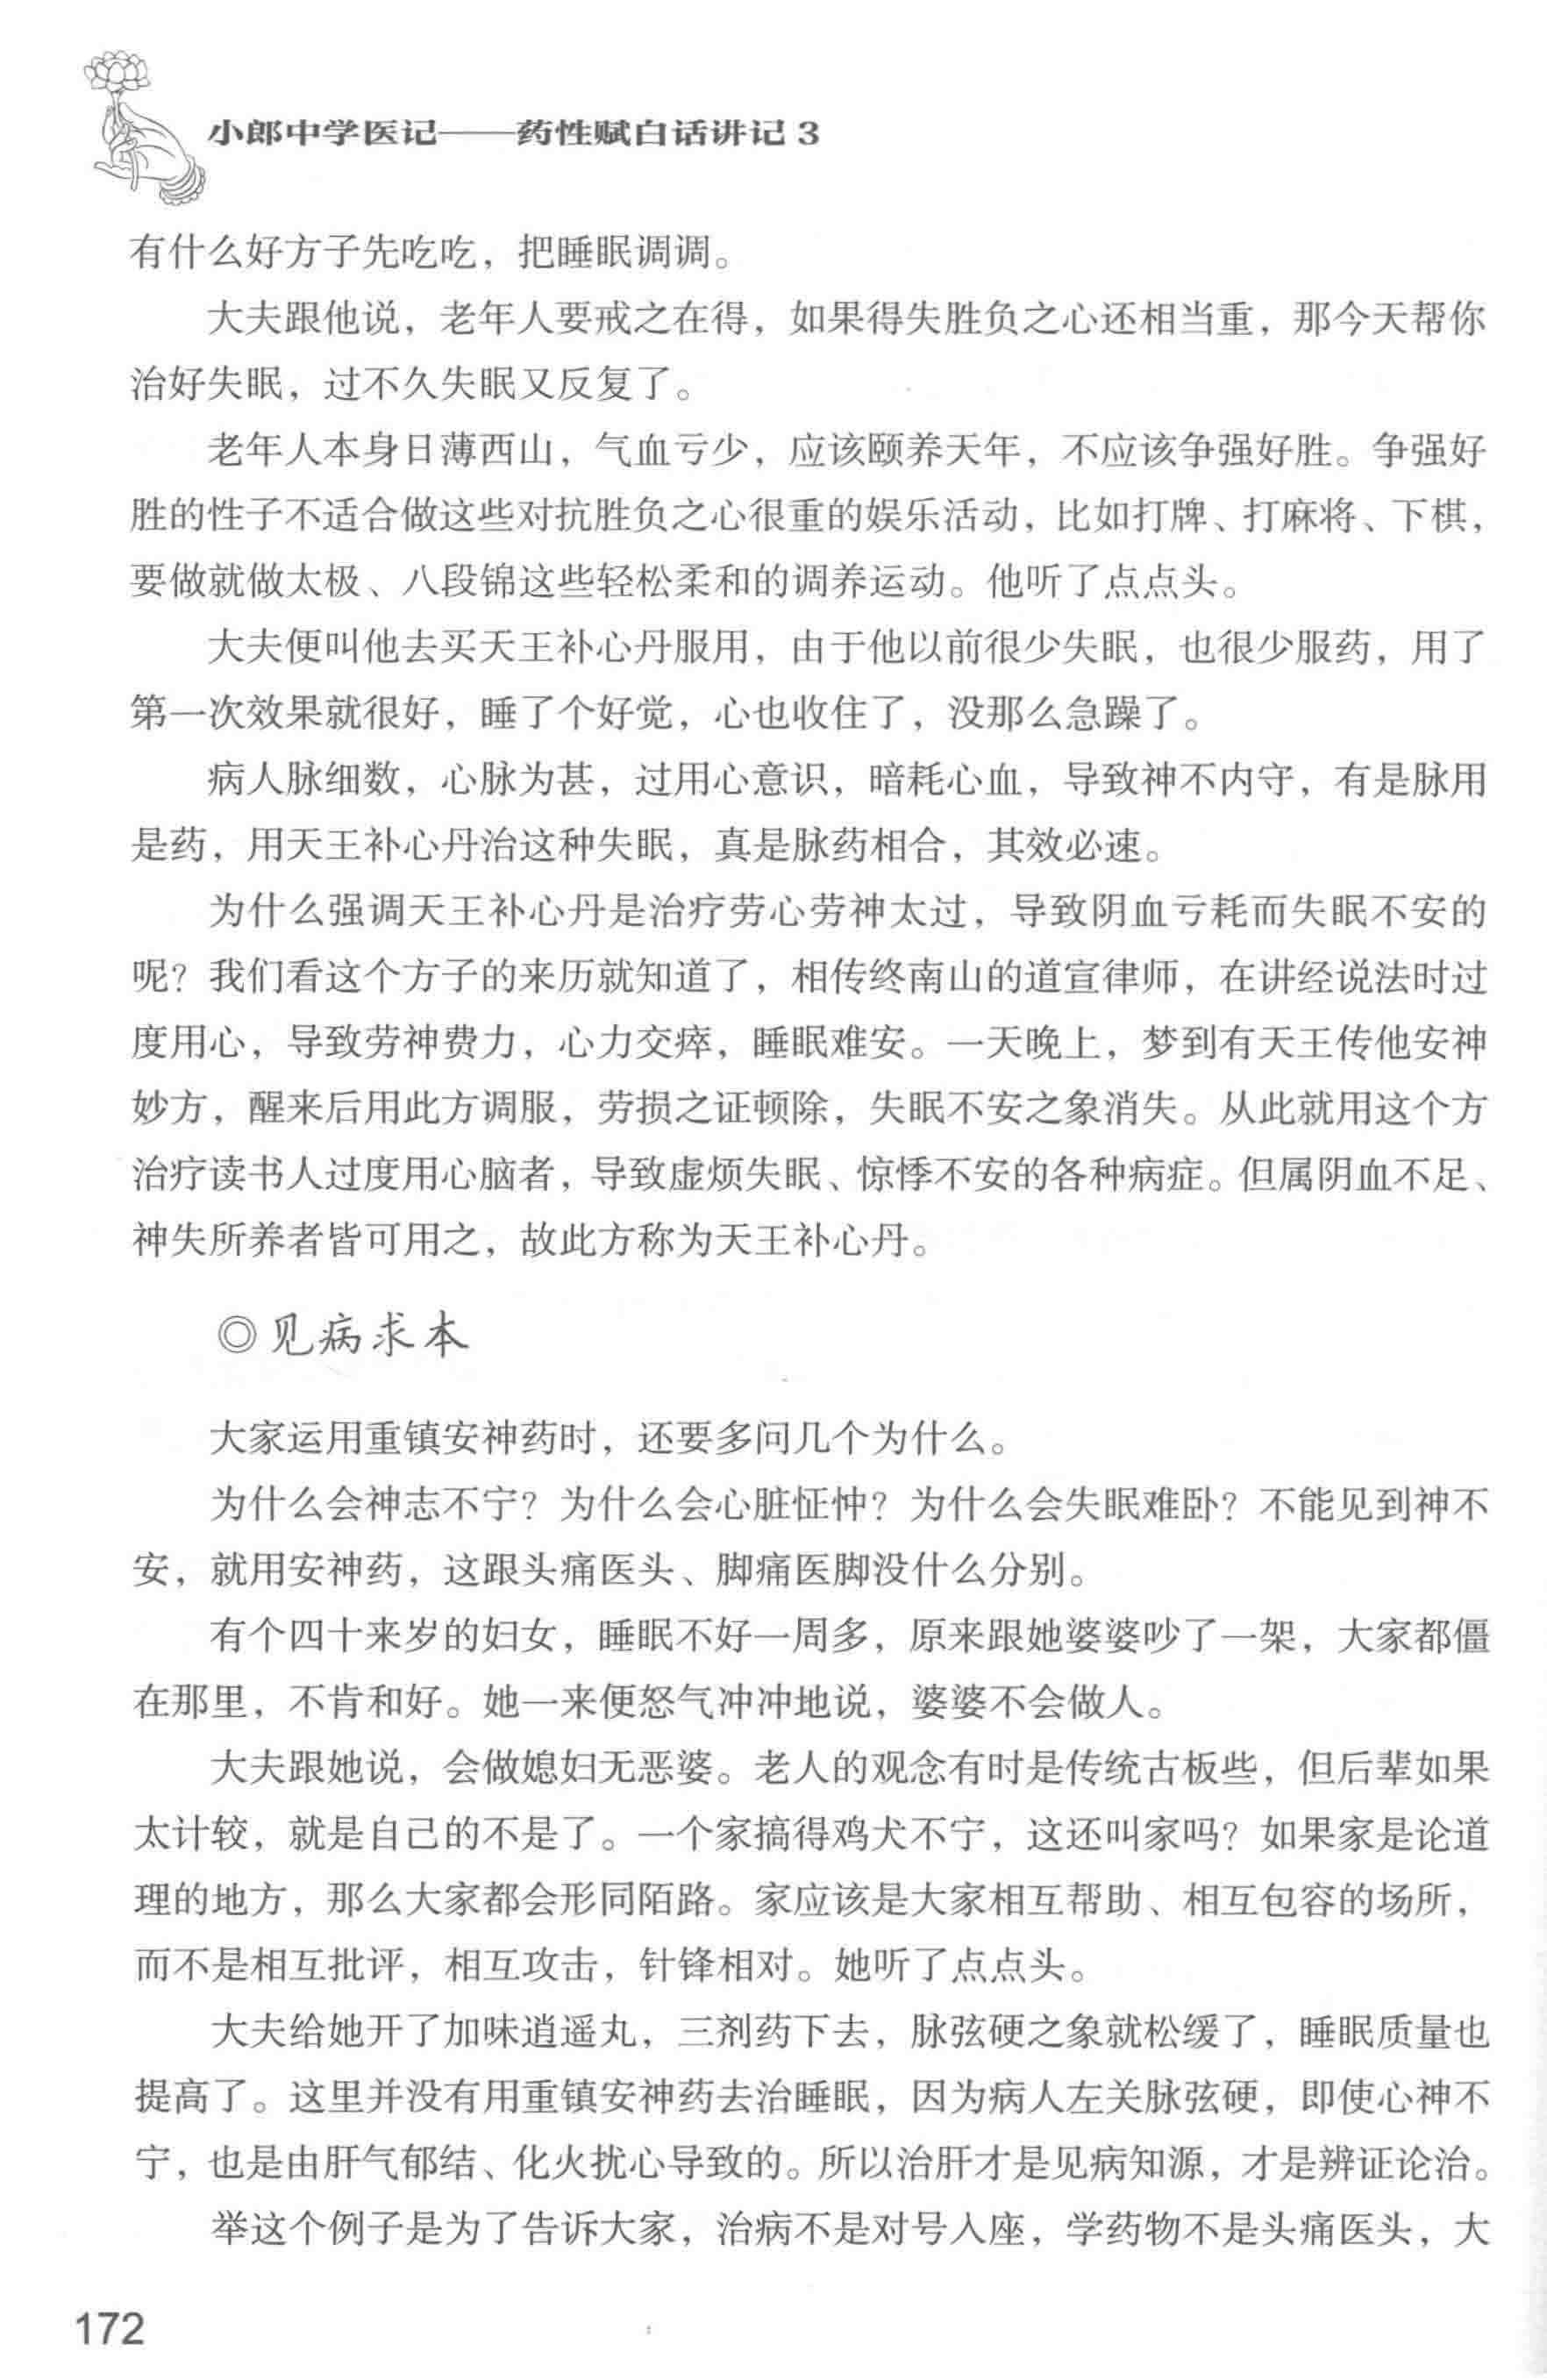 小郎中学医记——药性赋白话讲记 3
有什么好方子先吃吃，把睡眠调调。
大夫跟他说，老年人要戒之在得，如果得失胜负之心还相当重，那今天帮你
治好失眠，过不久失眠又反复了。
老年人本身日薄西山，气血亏少，应该颐养天年，不应该争强好胜。争强好
胜的性子不适合做这些对抗胜负之心很重的娱乐活动，比如打牌、打麻将、下棋，
要做就做太极、八段锦这些轻松柔和的调养运动。他听了点点头。
大夫便叫他去买天王补心丹服用，由于他以前很少失眠，也很少服药，用了
第一次效果就很好，睡了个好觉，心也收住了，没那么急躁了。
病人脉细数，心脉为甚，过用心意识，暗耗心血，导致神不内守，有是脉用
是药，用天王补心丹治这种失眠，真是脉药相合，其效必速。
为什么强调天王补心丹是治疗劳心劳神太过，导致阴血亏耗而失眠不安的
呢？我们看这个方子的来历就知道了，相传终南山的道宣律师，在讲经说法时过
度用心，导致劳神费力，心力交瘁，睡眠难安。一天晚上，梦到有天王传他安神
妙方，醒来后用此方调服，劳损之证顿除，失眠不安之象消失。从此就用这个方
治疗读书人过度用心脑者，导致虚烦失眠、惊悸不安的各种病症。但属阴血不足、
神失所养者皆可用之，故此方称为天王补心丹。
◎见病求本
大家运用重镇安神药时，还要多问几个为什么。
为什么会神志不宁？为什么会心脏怔忡？为什么会失眠难卧？不能见到神不
安，就用安神药，这跟头痛医头、脚痛医脚没什么分别。
有个四十来岁的妇女，睡眠不好一周多，原来跟她婆婆吵了一架，大家都僵
在那里，不肯和好。她一来便怒气冲冲地说，婆婆不会做人。
大夫跟她说，会做媳妇无恶婆。老人的观念有时是传统古板些，但后辈如果
太计较，就是自己的不是了。一个家搞得鸡犬不宁，这还叫家吗？如果家是论道
理的地方，那么大家都会形同陌路。家应该是大家相互帮助、相互包容的场所，
而不是相互批评，相互攻击，针锋相对。她听了点点头。
大夫给她开了加味逍遥丸，三剂药下去，脉弦硬之象就松缓了，睡眠质量也
提高了。这里并没有用重镇安神药去治睡眠，因为病人左关脉弦硬，即使心神不
宁，也是由肝气郁结、化火扰心导致的。所以治肝才是见病知源，才是辨证论治。
举这个例子是为了告诉大家，治病不是对号入座，学药物不是头痛医头，大
172